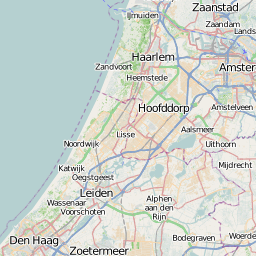 Zaanstad
IJmuiden
Zaandam
Lands
Haarlem
Zandvoort
Amster
Heemstede
Hoofddorp
Amstelveen
Aalsmeer
Lisse
Uithoorn
Noordwijk
Mijdrecht
Katwijk
Oegstgeest
Leiden
Wassenaar
Voorschoten
Alphen
aan den
Rijn
Den Haag
Bodegraven
Woerde
Zoetermeer